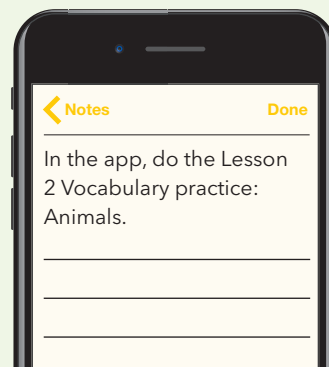 Notes
Done
In the app, do the Lesson
2 Vocabulary practice:
Animals.